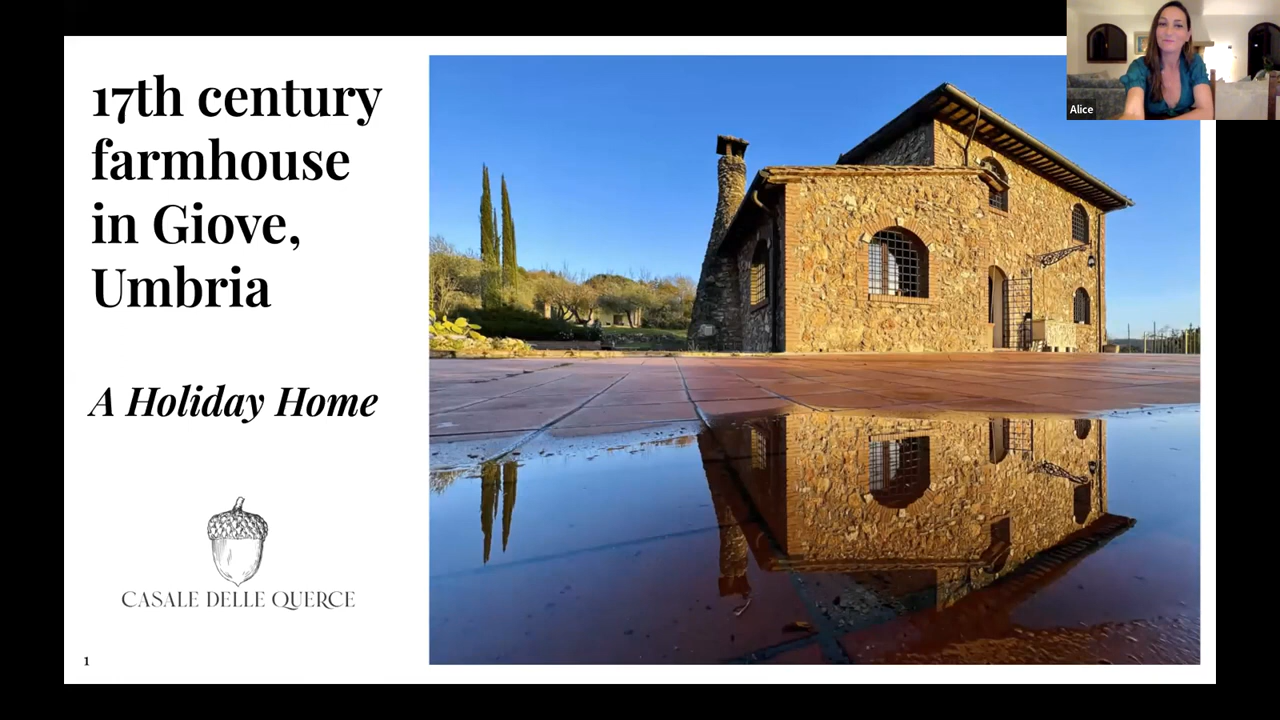 17th century
farmhouse
in Giove,
Umbria
A Holiday Home
CASALE DELLE QUERCE
1
Alice